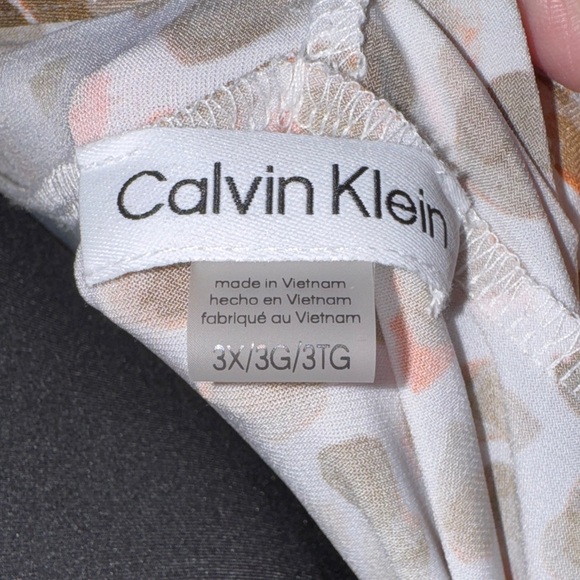 Calvin Klein
made in Vietnam
hecho en Vietnam
fabriqué au Vietnam
3X/3G/3TG